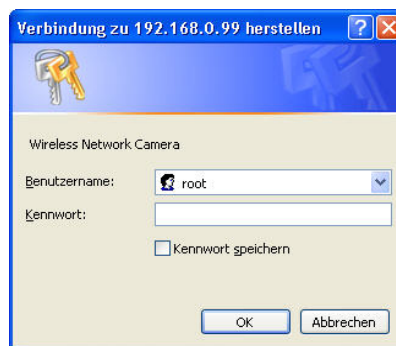 Verbindung zu 192.168.0.99 herstellen
Wireless Network Camera
Benutzername:
root
Kennwort:
Kennwort speichern
OK
Abbrechen